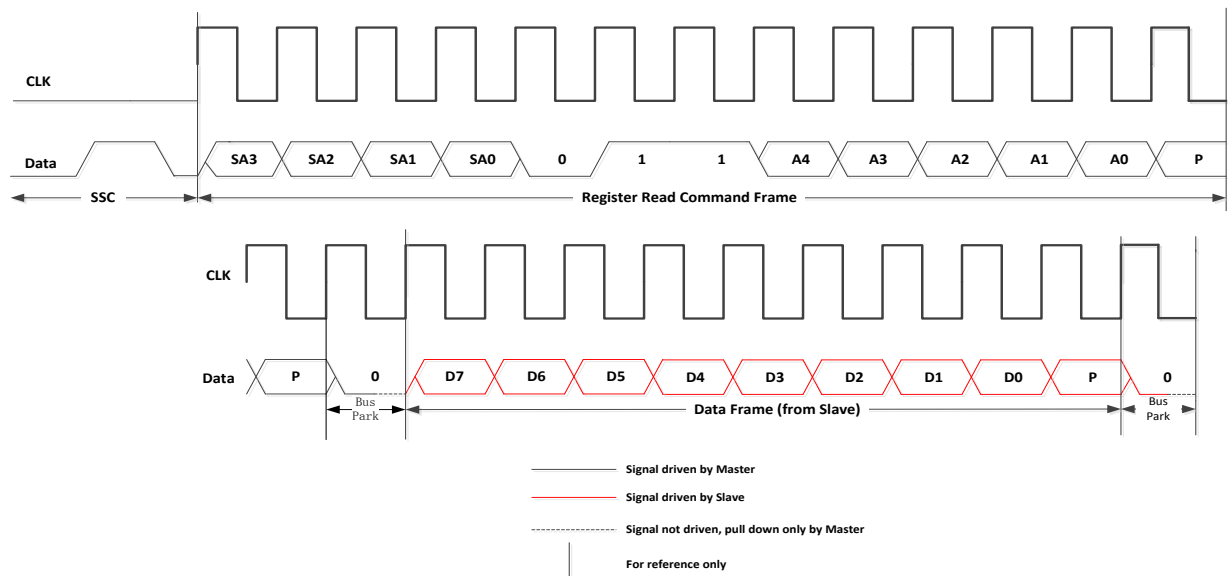 CLK
Data SA3 SA2 SA1 SA0 0 1 1 A4 A3 A2 A1 A0 P
SSC Register Read Command Frame
CLK
Data P 0 D7 D6 D5 D4 D3 D2 D1 D0 P 0
Bus
Park
Data Frame (from Slave)
Bus
Park
Signal driven by Master
Signal driven by Slave
Signal not driven, pull down only by Master
For reference only